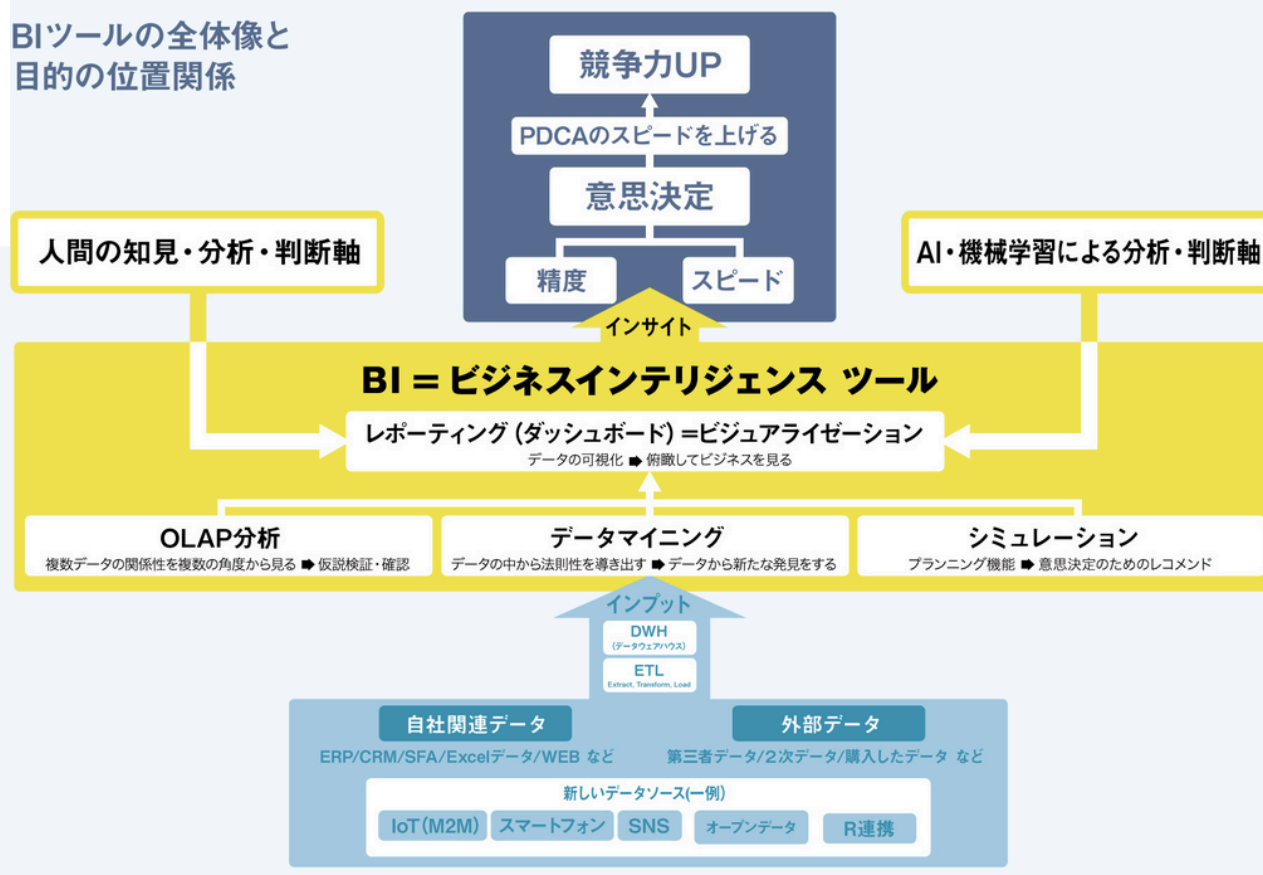 BIツールの全体像と
目的の位置関係
競争力UP
PDCAのスピードを上げる
意思決定
精度
スピード
人間の知見・分析・判断軸
AI・機械学習による分析・判断軸
インサイト
BI=ビジネスインテリジェンス ツール
レポーティング(ダッシュボード)=ビジュアライゼーション
データの可視化 ➡ 俯瞰してビジネスを見る
OLAP分析
複数データの関係性を複数の角度から見る ➡ 仮説検証・確認
データマイニング
データの中から法則性を導き出す ➡ データから新たな発見をする
シミュレーション
プランニング機能 ➡ 意思決定のためのレコメンド
インプット
DWH
(データウェアハウス)
ETL
Extract, Transform, Load
自社関連データ
ERP/CRM/SFA/Excelデータ/WEB など
外部データ
第三者データ/2次データ/購入したデータ など
新しいデータソース(一例)
IoT(M2M)
スマートフォン
SNS
オープンデータ
R連携